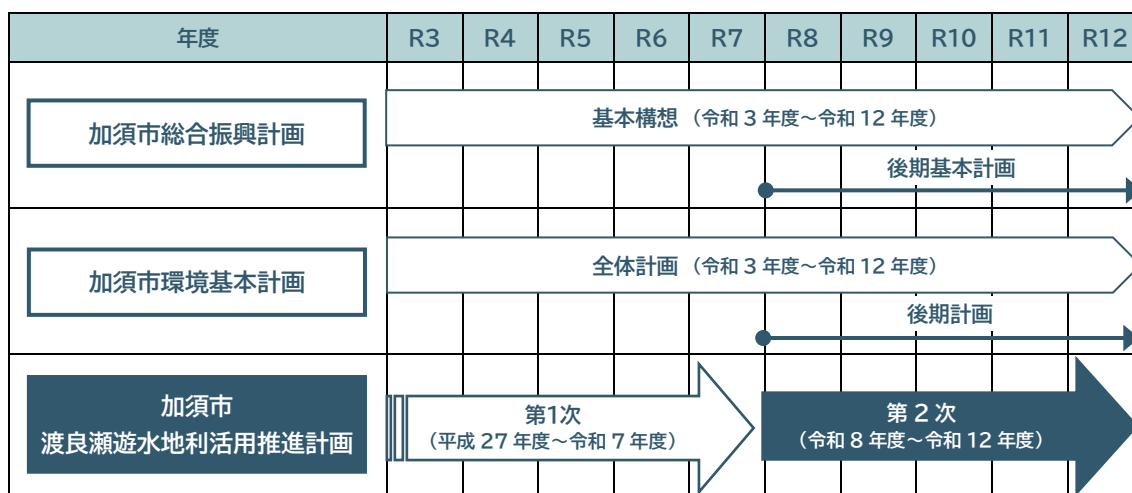 年度 R3 R4 R5 R6 R7 R8 R9 R10 R11 R12
加須市総合振興計画
基本構想（令和3年度～令和12年度）
後期基本計画
加須市環境基本計画
全体計画（令和3年度～令和12年度）
後期計画
加須市
渡良瀬遊水地利活用推進計画
第1次
（平成27年度～令和7年度）
第2次
（令和8年度～令和12年度）